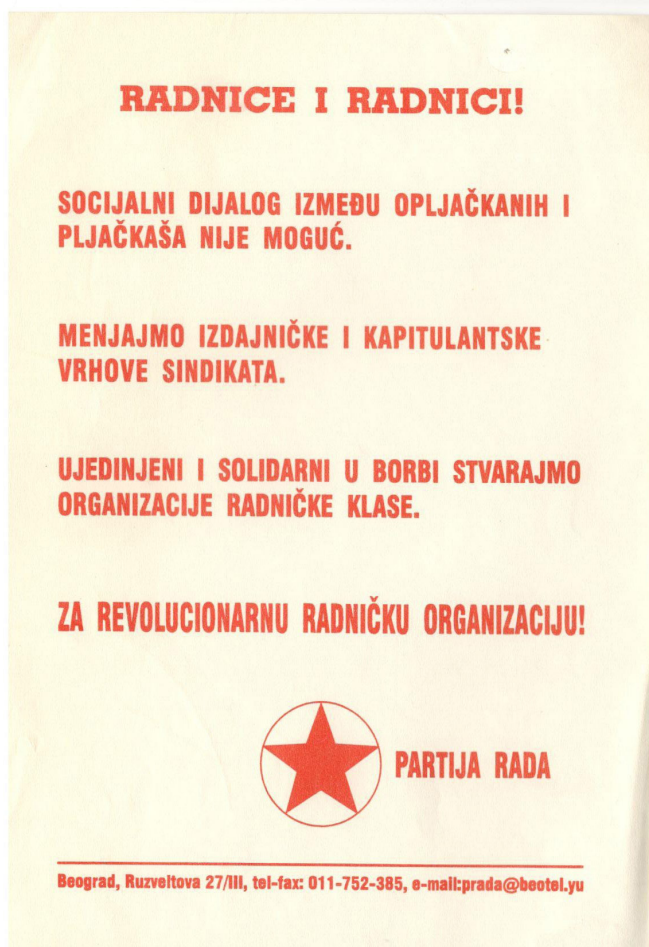 RADNICE I RADNICI!
SOCIJALNI DIJALOG IZMEĐU OPLJAČKANIH I
PLJAČKAŠA NIJE MOGUĆ.
MENJAJMO IZDAJNIČKE I KAPITULANTSKE
VRHOVE SINDIKATA.
UJEDINJENI I SOLIDARNI U BORBI STVARAJMO
ORGANIZACIJE RADNIČKE KLASE.
ZA REVOLUCIONARNU RADNIČKU ORGANIZACIJU!
PARTIJA RADA
Beograd, Ruzveltova 27/III, tel-fax: 011-752-385, e-mail:prada@beotel.yu